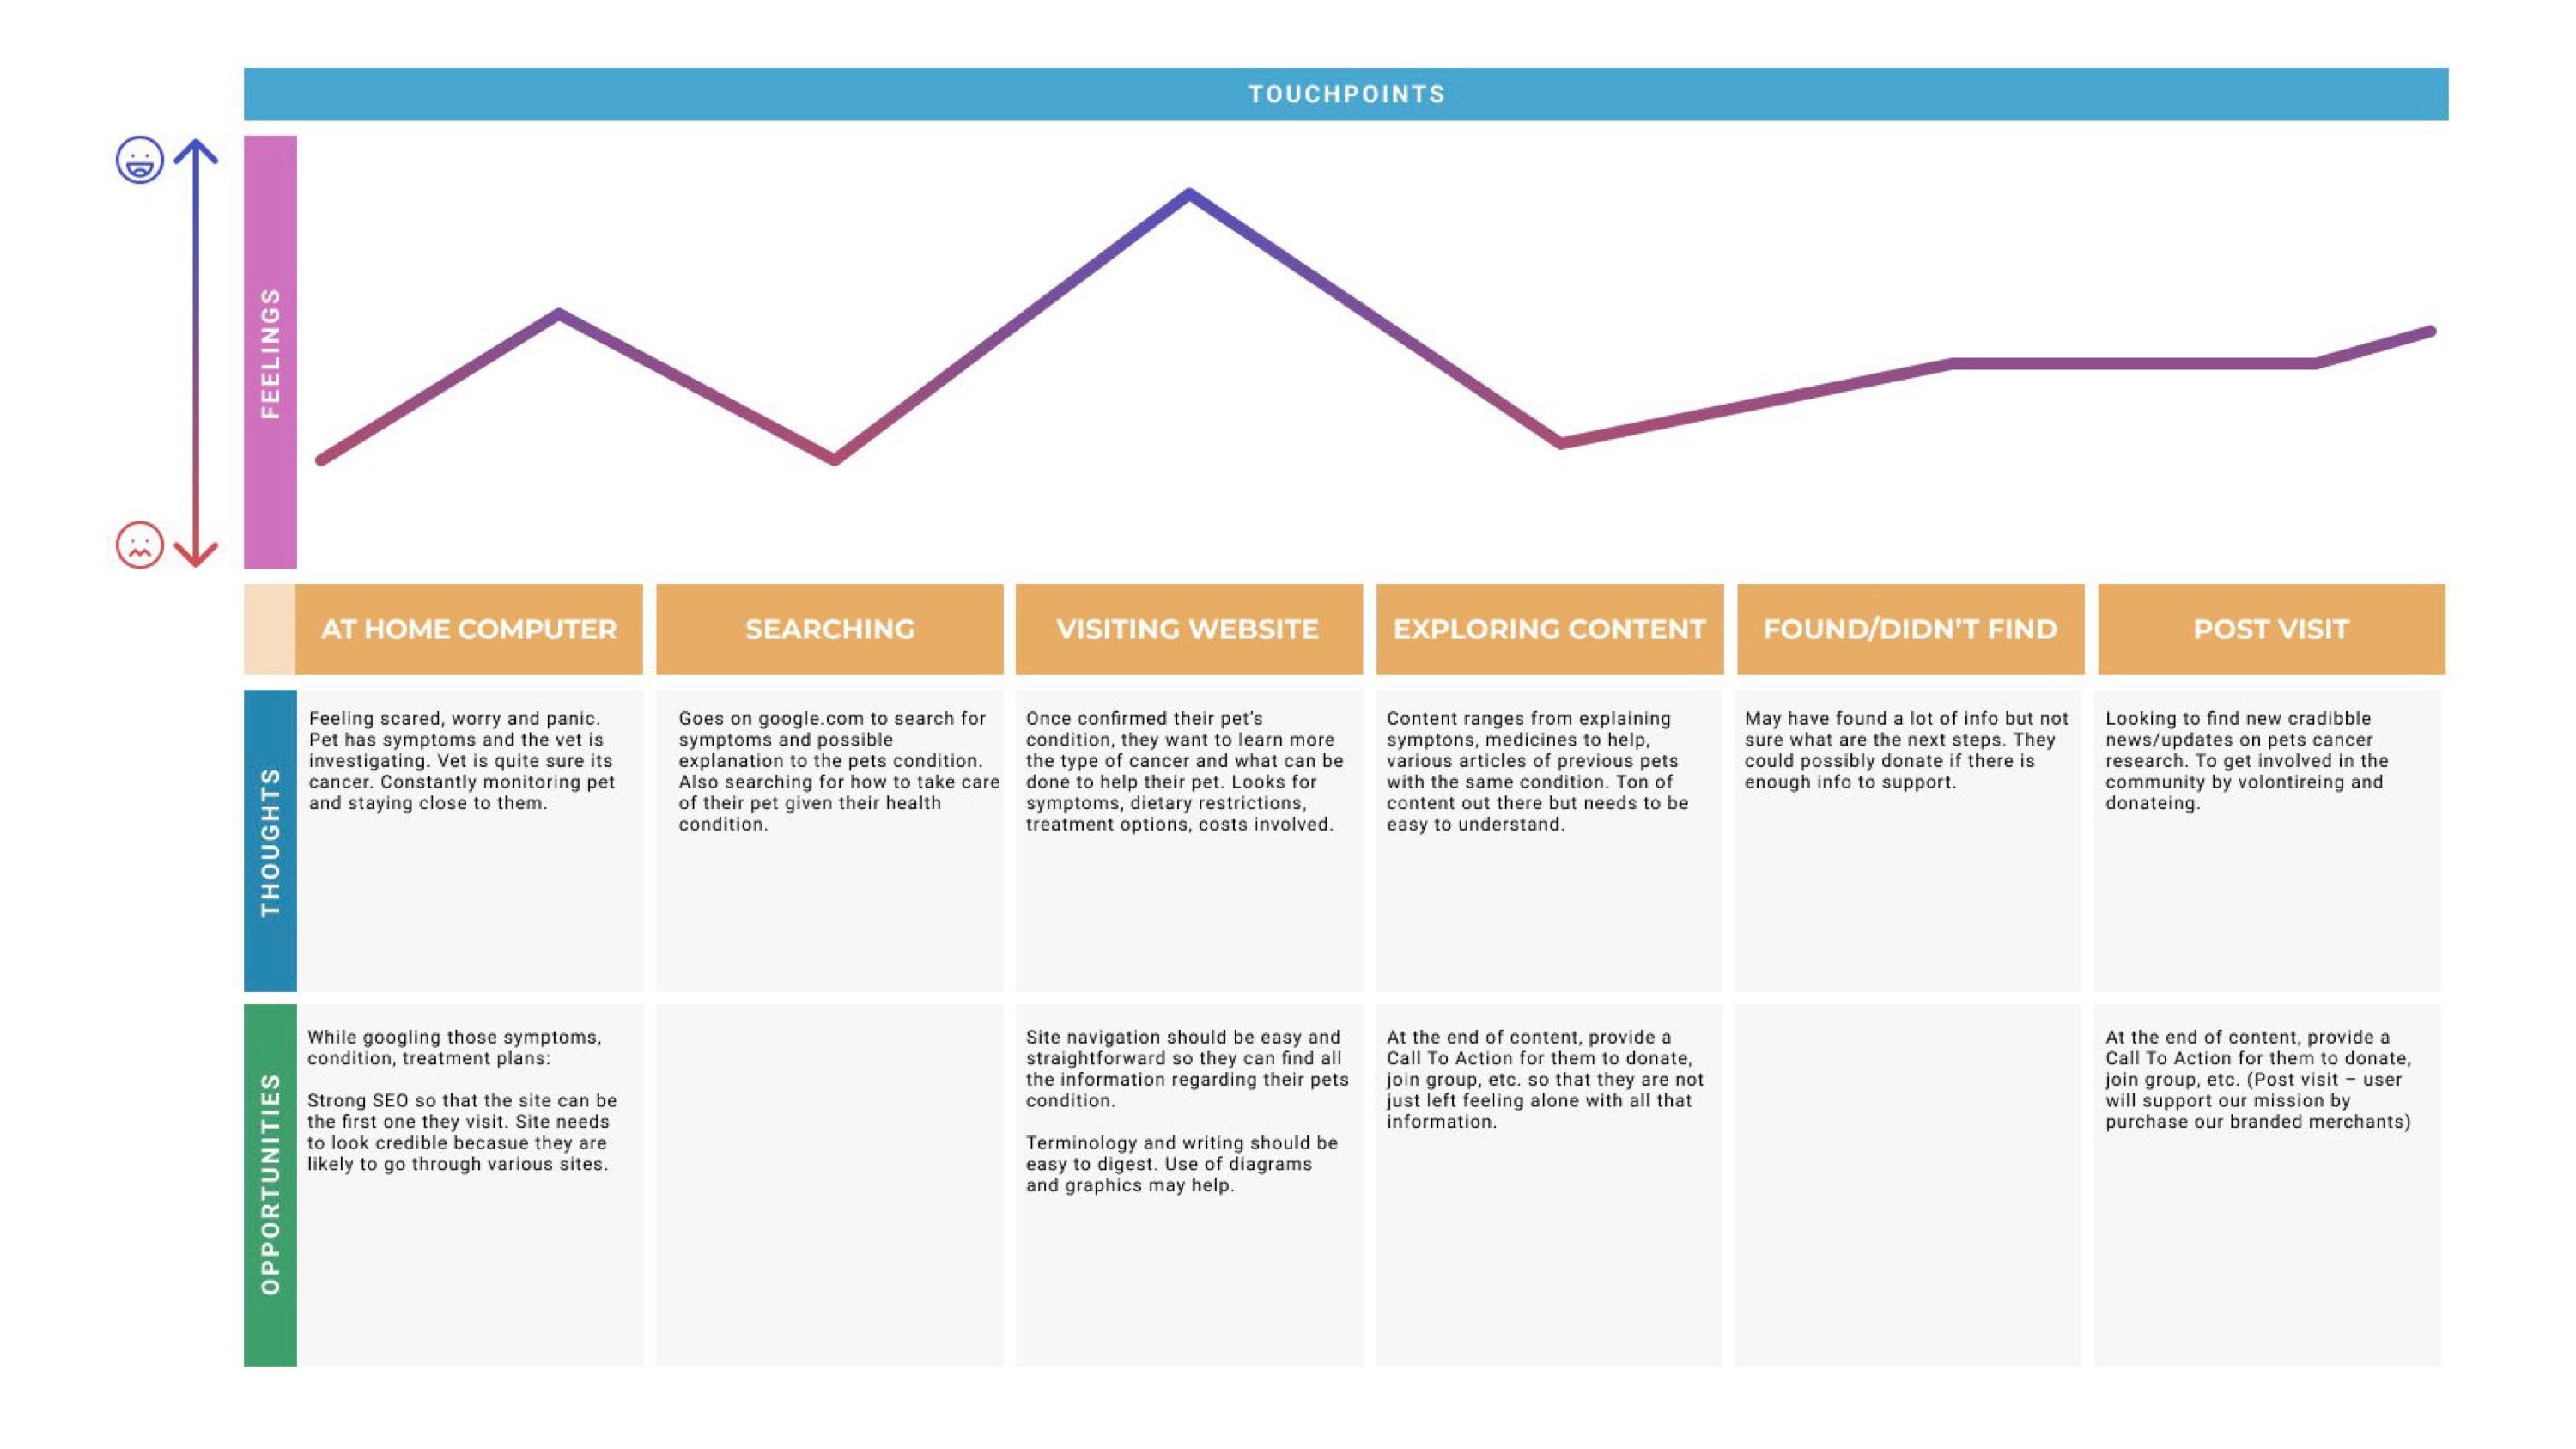 TOUCHPOINTS
FEELINGS
AT HOME COMPUTER
SEARCHING
VISITING WEBSITE
EXPLORING CONTENT
FOUND/DIDN'T FIND
POST VISIT
THOUGHTS
Feeling scared, worry and panic.
Pet has symptoms and the vet is
investigating. Vet is quite sure its
cancer. Constantly monitoring pet
and staying close to them.
Goes on google.com to search for
symptoms and possible
explanation to the pets condition.
Also searching for how to take care
of their pet given their health
condition.
Once confirmed their pet's
condition, they want to learn more
the type of cancer and what can be
done to help their pet. Looks for
symptoms, dietary restrictions,
treatment options, costs involved.
Content ranges from explaining
symptons, medicines to help,
various articles of previous pets
with the same condition. Ton of
content out there but needs to be
easy to understand.
May have found a lot of info but not
sure what are the next steps. They
could possibly donate if there is
enough info to support.
Looking to find new cradibble
news/updates on pets cancer
research. To get involved in the
community by volontireing and
donateing.
OPPORTUNITIES
While googling those symptoms,
condition, treatment plans:
Strong SEO so that the site can be
the first one they visit. Site needs
to look credible becasue they are
likely to go through various sites.
Site navigation should be easy and
straightforward so they can find all
the information regarding their pets
condition.
Terminology and writing should be
easy to digest. Use of diagrams
and graphics may help.
At the end of content, provide a
Call To Action for them to donate,
join group, etc. so that they are not
just left feeling alone with all that
information.
At the end of content, provide a
Call To Action for them to donate,
join group, etc. (Post visit – user
will support our mission by
purchase our branded merchants)